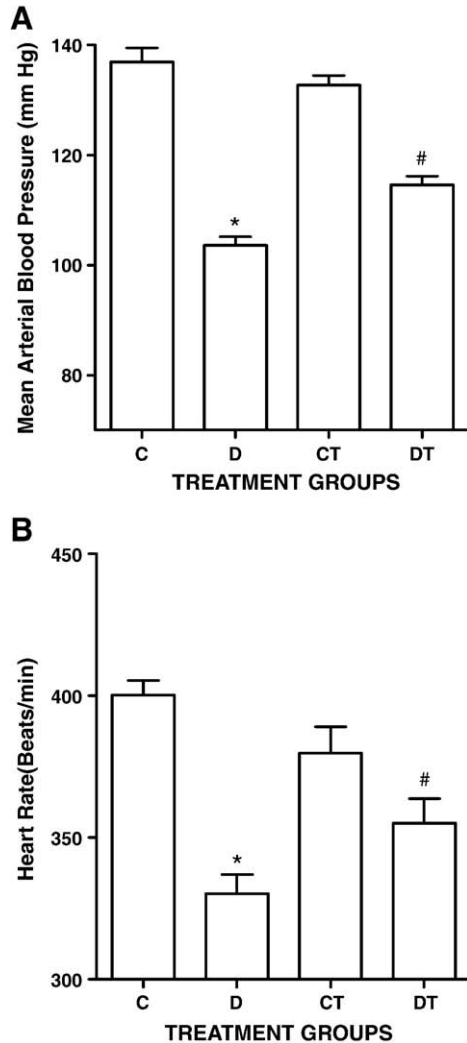 A
Mean Arterial Blood Pressure (mm Hg)
140
120
100
80
*
#
C D CT DT
TREATMENT GROUPS
B
Heart Rate(Beats/min)
450
400
350
300
*
#
C D CT DT
TREATMENT GROUPS